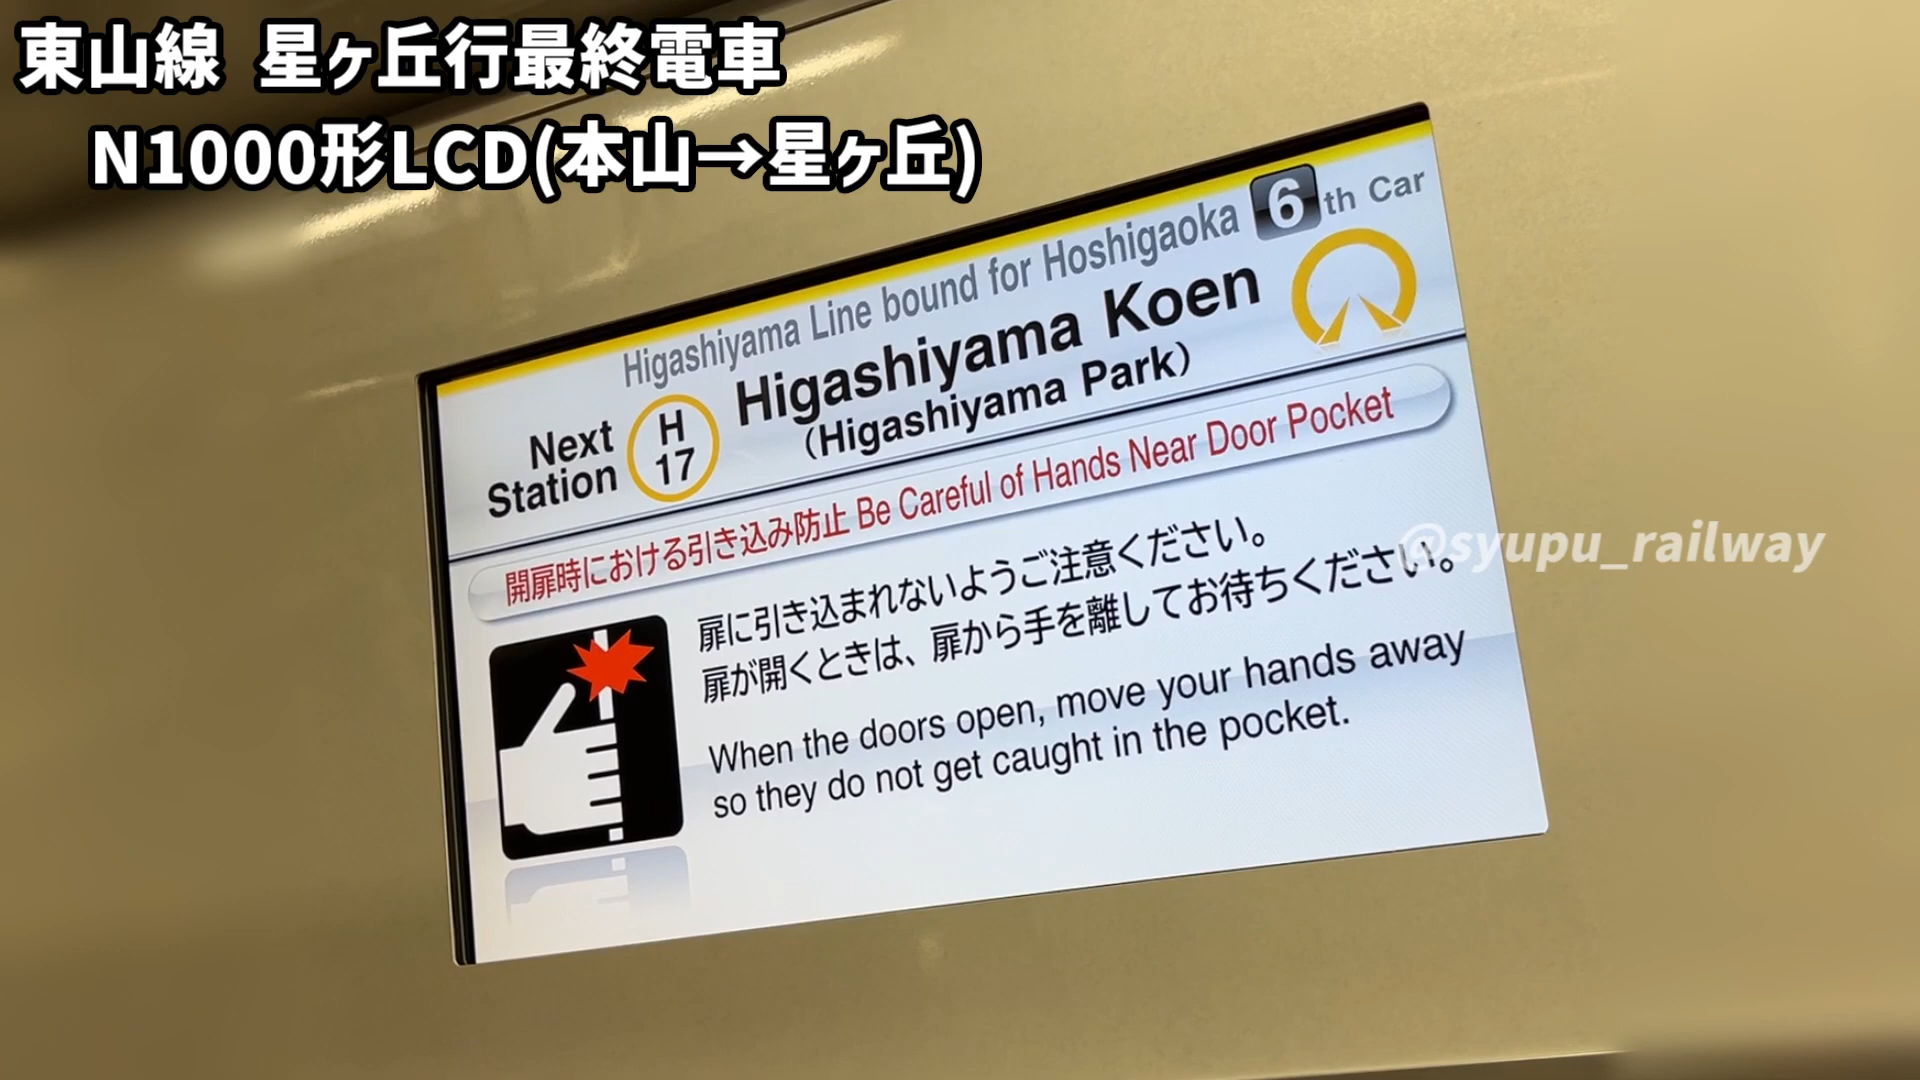 東山線 星ヶ丘行最終電車
N1000形LCD(本山→星ヶ丘)
Higashiyama Line bound for Hoshigaoka 6 th Car
Next Station H 17 Higashiyama Koen
(Higashiyama Park)
開扉時における引き込み防止 Be Careful of Hands Near Door Pocket
扉に引き込まれないようご注意ください。
扉が開くときは、扉から手を離してお待ちください。
When the doors open, move your hands away
so they do not get caught in the pocket.
@syupu_railway